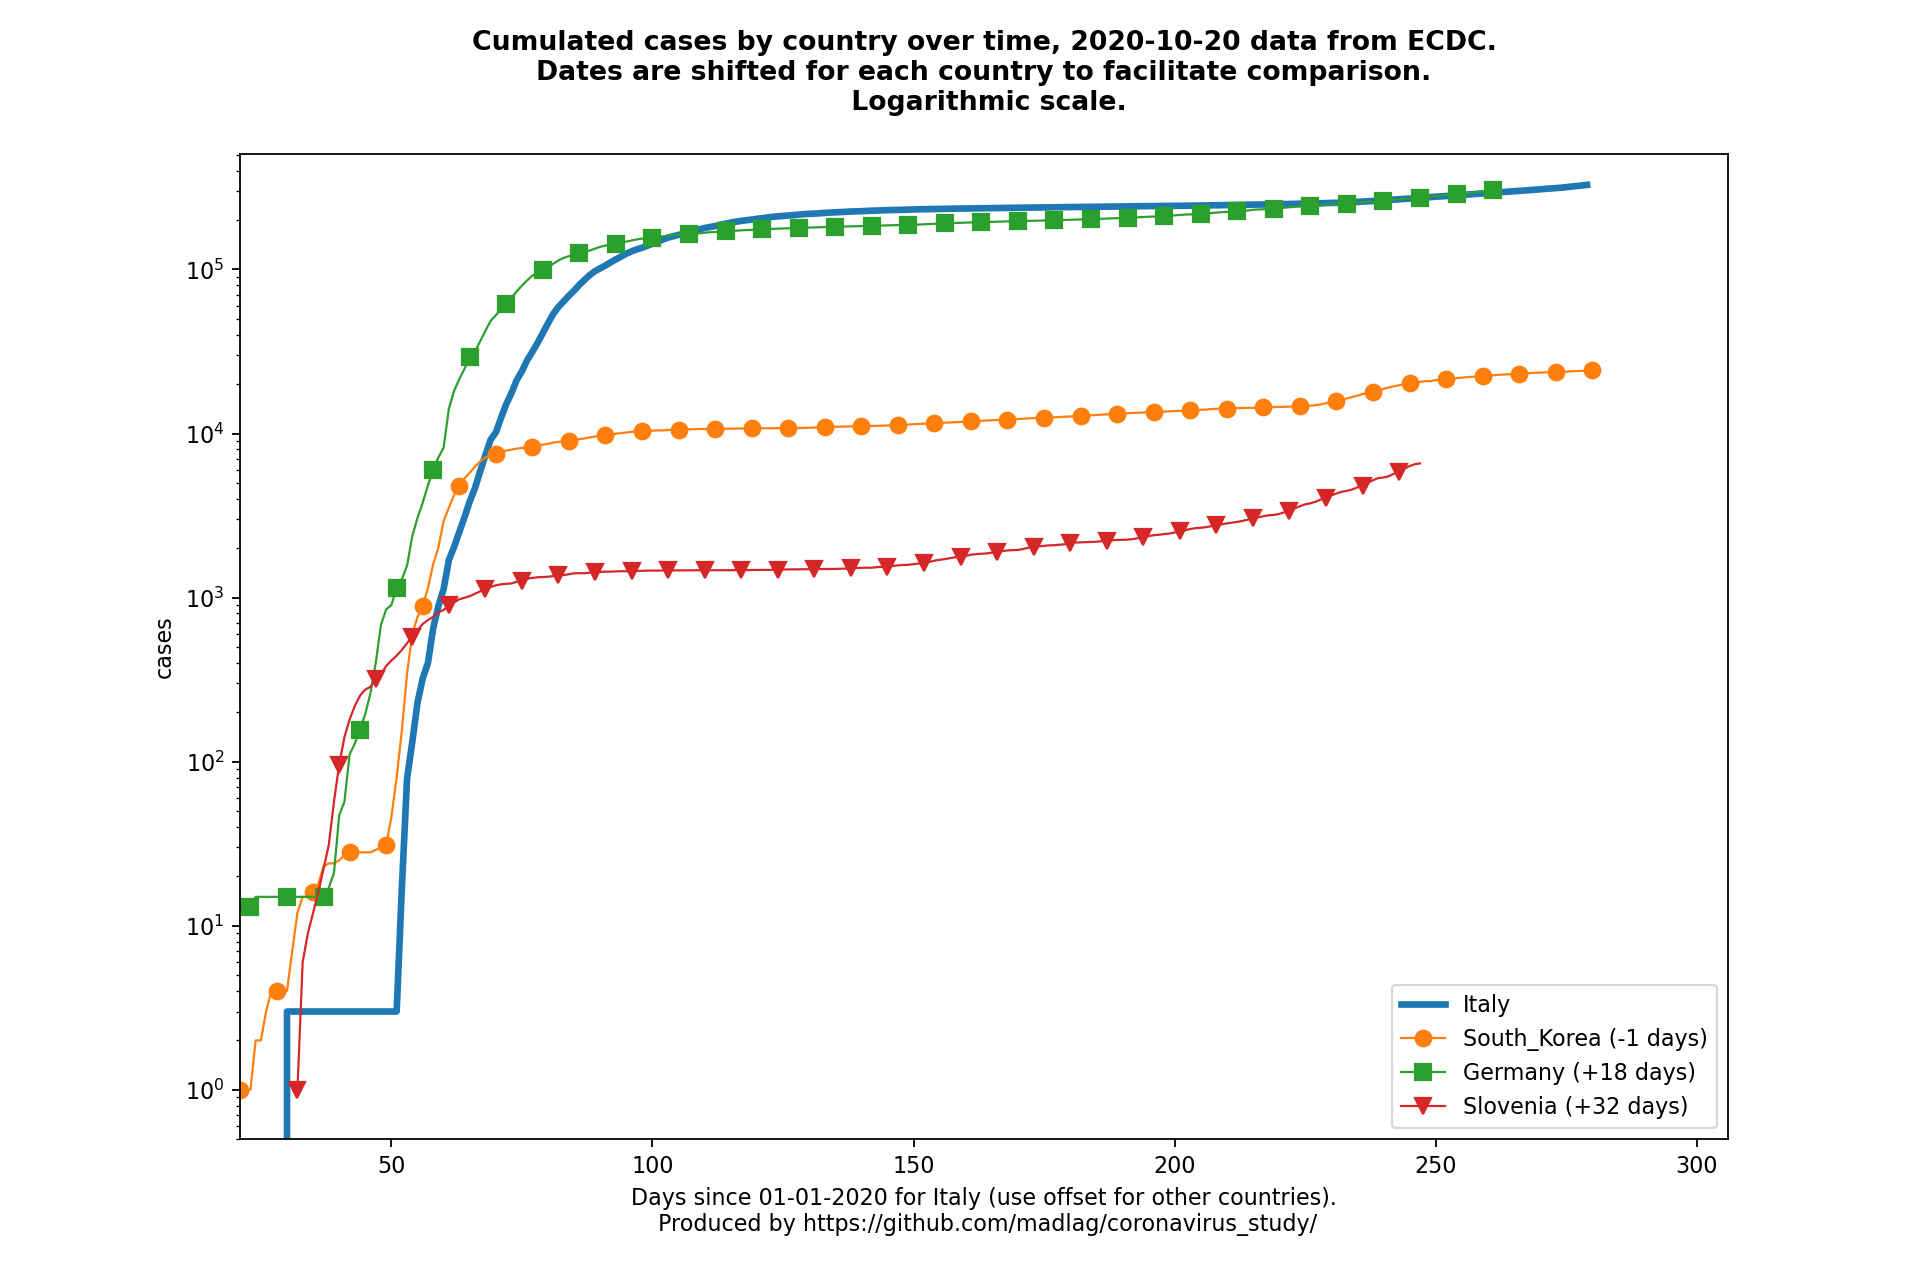 Cumulated cases by country over time, 2020-10-20 data from ECDC.
Dates are shifted for each country to facilitate comparison.
Logarithmic scale.
cases
10^5
10^4
10^3
10^2
10^1
10^0
50 100 150 200 250 300
Italy
South_Korea (-1 days)
Germany (+18 days)
Slovenia (+32 days)
Days since 01-01-2020 for Italy (use offset for other countries).
Produced by https://github.com/madlag/coronavirus_study/